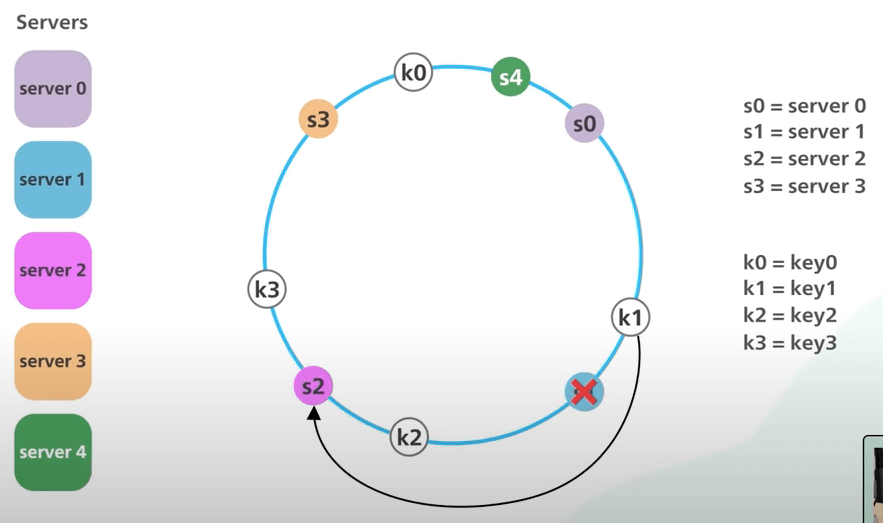 Servers
server 0
server 1
server 2
server 3
server 4
k0
s4
s3
s0
k3
k1
s2
k2
s0 = server 0
s1 = server 1
s2 = server 2
s3 = server 3
k0 = key0
k1 = key1
k2 = key2
k3 = key3